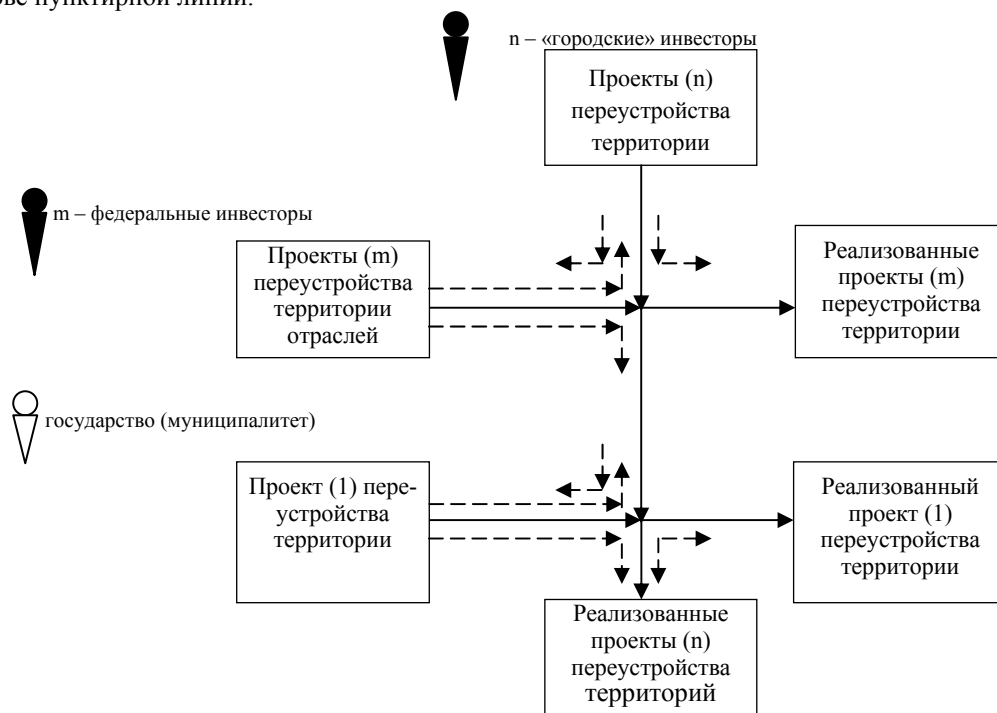 пунктирной линии.
n – «городские» инвесторы
Проекты (n)
переустройства
территории
m – федеральные инвесторы
Проекты (m)
переустройства
территории
отраслей
Реализованные
проекты (m)
переустройства
территории
государство (муниципалитет)
Проект (1) пере-
устройства
территории
Реализованный
проект (1)
переустройства
территории
Реализованные
проекты (n)
переустройства
территорий